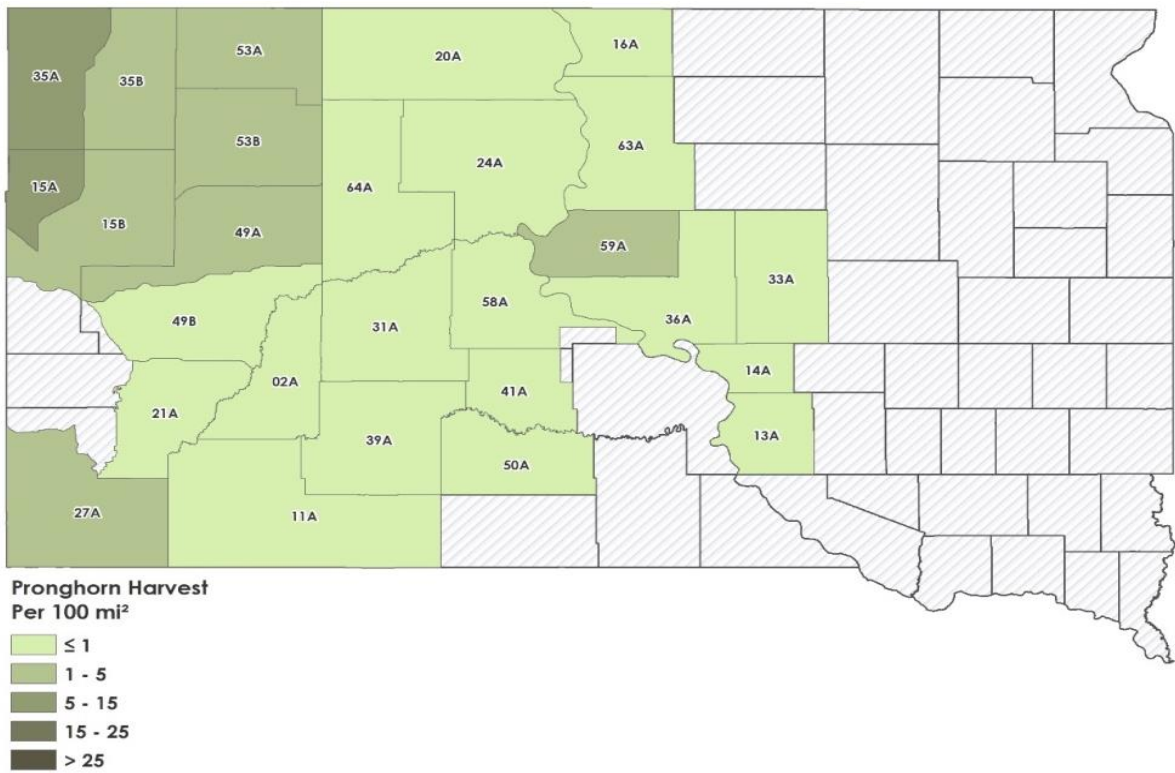 35A
35B
53A
20A
16A
53B
63A
24A
15A
64A
15B
49A
59A
33A
58A
49B
36A
31A
14A
02A
41A
21A
39A
13A
50A
27A
11A
Pronghorn Harvest
Per 100 mi²
≤ 1
1 - 5
5 - 15
15 - 25
> 25